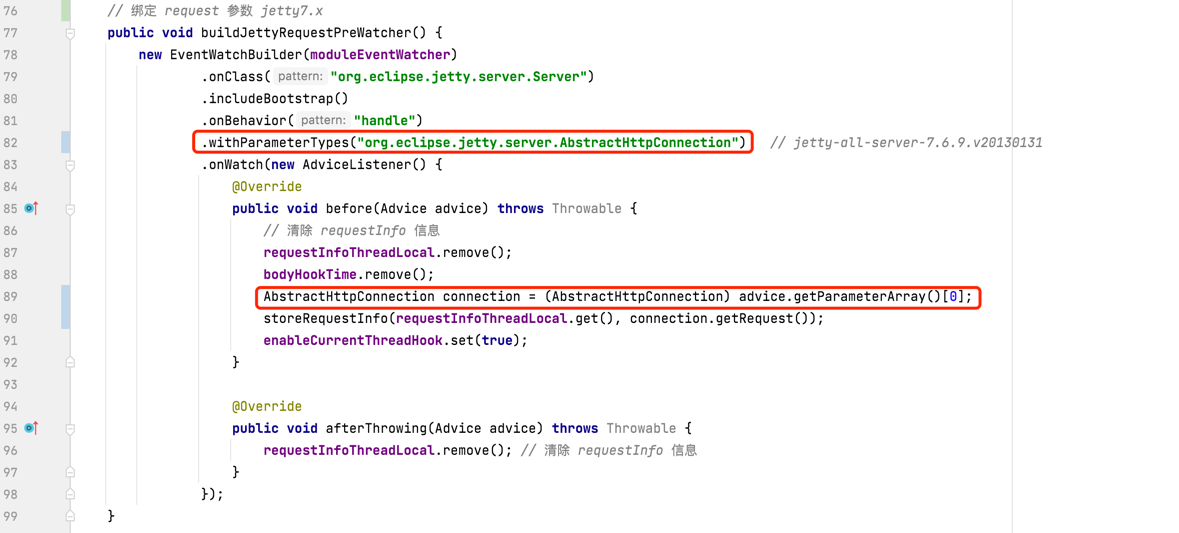 76 // 绑定 request 参数 jetty7.x
77 public void buildJettyRequestPreWatcher() {
78 new EventWatchBuilder(moduleEventWatcher)
79 .onClass( pattern: "org.eclipse.jetty.server.Server")
80 .includeBootstrap()
81 .onBehavior( pattern: "handle")
82 .withParameterTypes("org.eclipse.jetty.server.AbstractHttpConnection") // jetty-all-server-7.6.9.v20130131
83 .onWatch(new AdviceListener() {
84 @Override
85 public void before(Advice advice) throws Throwable {
86 // 清除 requestInfo 信息
87 requestInfoThreadLocal.remove();
88 bodyHookTime.remove();
89 AbstractHttpConnection connection = (AbstractHttpConnection) advice.getParameterArray()[0];
90 storeRequestInfo(requestInfoThreadLocal.get(), connection.getRequest());
91 enableCurrentThreadHook.set(true);
92 }
93
94 @Override
95 public void afterThrowing(Advice advice) throws Throwable {
96 requestInfoThreadLocal.remove(); // 清除 requestInfo 信息
97 }
98 });
99 }